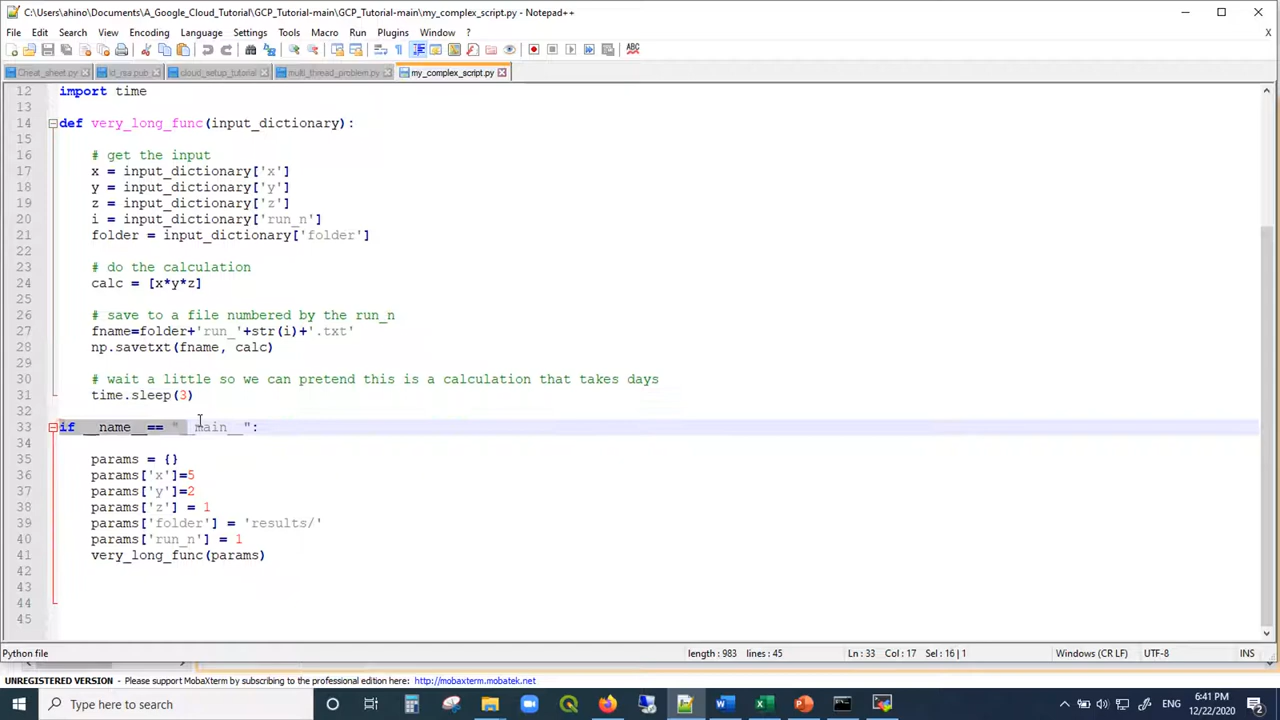 C:\Users\ahino\Documents\A_Google_Cloud_Tutorial\GCP_Tutorial-main\GCP_Tutorial-main\my_complex_script.py - Notepad++
File Edit Search View Encoding Language Settings Tools Macro Run Plugins Window ? X
Cheat_sheet.py id_rsa.pub cloud_setup_tutorial multi_thread_problem.py my_complex_script.py
12 import time
13
14 def very_long_func(input_dictionary):
15
16 # get the input
17 x = input_dictionary['x']
18 y = input_dictionary['y']
19 z = input_dictionary['z']
20 i = input_dictionary['run_n']
21 folder = input_dictionary['folder']
22
23 # do the calculation
24 calc = [x*y*z]
25
26 # save to a file numbered by the run_n
27 fname=folder+'run_'+str(i)+'.txt'
28 np.savetxt(fname, calc)
29
30 # wait a little so we can pretend this is a calculation that takes days
31 time.sleep(3)
32
33 if __name__== "__main__":
34
35 params = {}
36 params['x']=5
37 params['y']=2
38 params['z'] = 1
39 params['folder'] = 'results/'
40 params['run_n'] = 1
41 very_long_func(params)
42
43
44
45
Python file length : 983 lines : 45 Ln : 33 Col : 17 Sel : 16 | 1 Windows (CR LF) UTF-8 INS
UNREGISTERED VERSION - Please support MobaXterm by subscribing to the professional edition here: http://mobaxterm.mobatek.net
Type here to search ENG 6:41 PM
12/22/2020 2